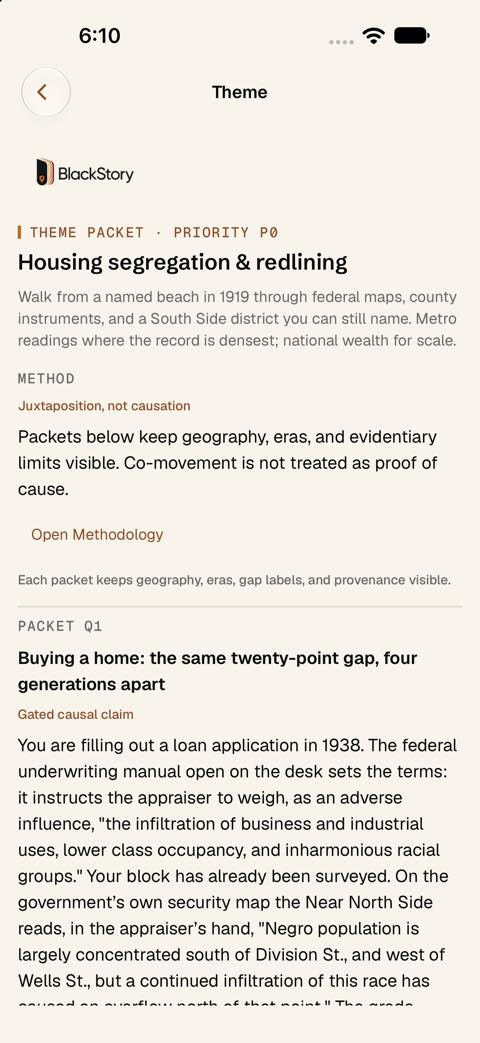 6:10
Theme
BlackStory
THEME PACKET · PRIORITY P0
Housing segregation & redlining
Walk from a named beach in 1919 through federal maps, county
instruments, and a South Side district you can still name. Metro
readings where the record is densest; national wealth for scale.
METHOD
Juxtaposition, not causation
Packets below keep geography, eras, and evidentiary
limits visible. Co-movement is not treated as proof of
cause.
Open Methodology
Each packet keeps geography, eras, gap labels, and provenance visible.
PACKET Q1
Buying a home: the same twenty-point gap, four
generations apart
Gated causal claim
You are filling out a loan application in 1938. The federal
underwriting manual open on the desk sets the terms:
it instructs the appraiser to weigh, as an adverse
influence, "the infiltration of business and industrial
uses, lower class occupancy, and inharmonious racial
groups." Your block has already been surveyed. On the
government's own security map the Near North Side
reads, in the appraiser's hand, "Negro population is
largely concentrated south of Division St., and west of
Wells St., but a continued infiltration of this race has
caused an overflow north of that point." The grade